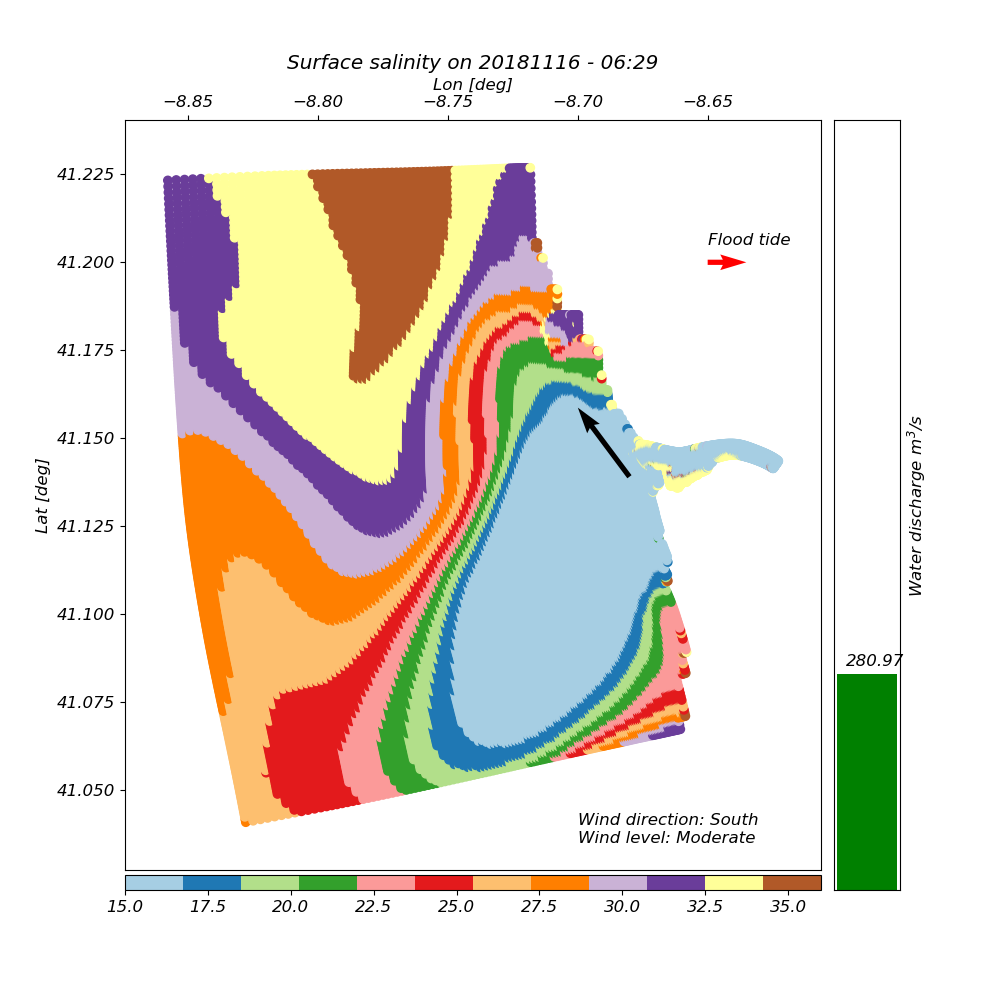 Surface salinity on 20181116 - 06:29
Lon [deg]
−8.85 −8.80 −8.75 −8.70 −8.65
41.225
41.200
41.175
41.150
41.125
41.100
41.075
41.050
Lat [deg]
Flood tide
Wind direction: South
Wind level: Moderate
280.97
Water discharge m³/s
15.0 17.5 20.0 22.5 25.0 27.5 30.0 32.5 35.0